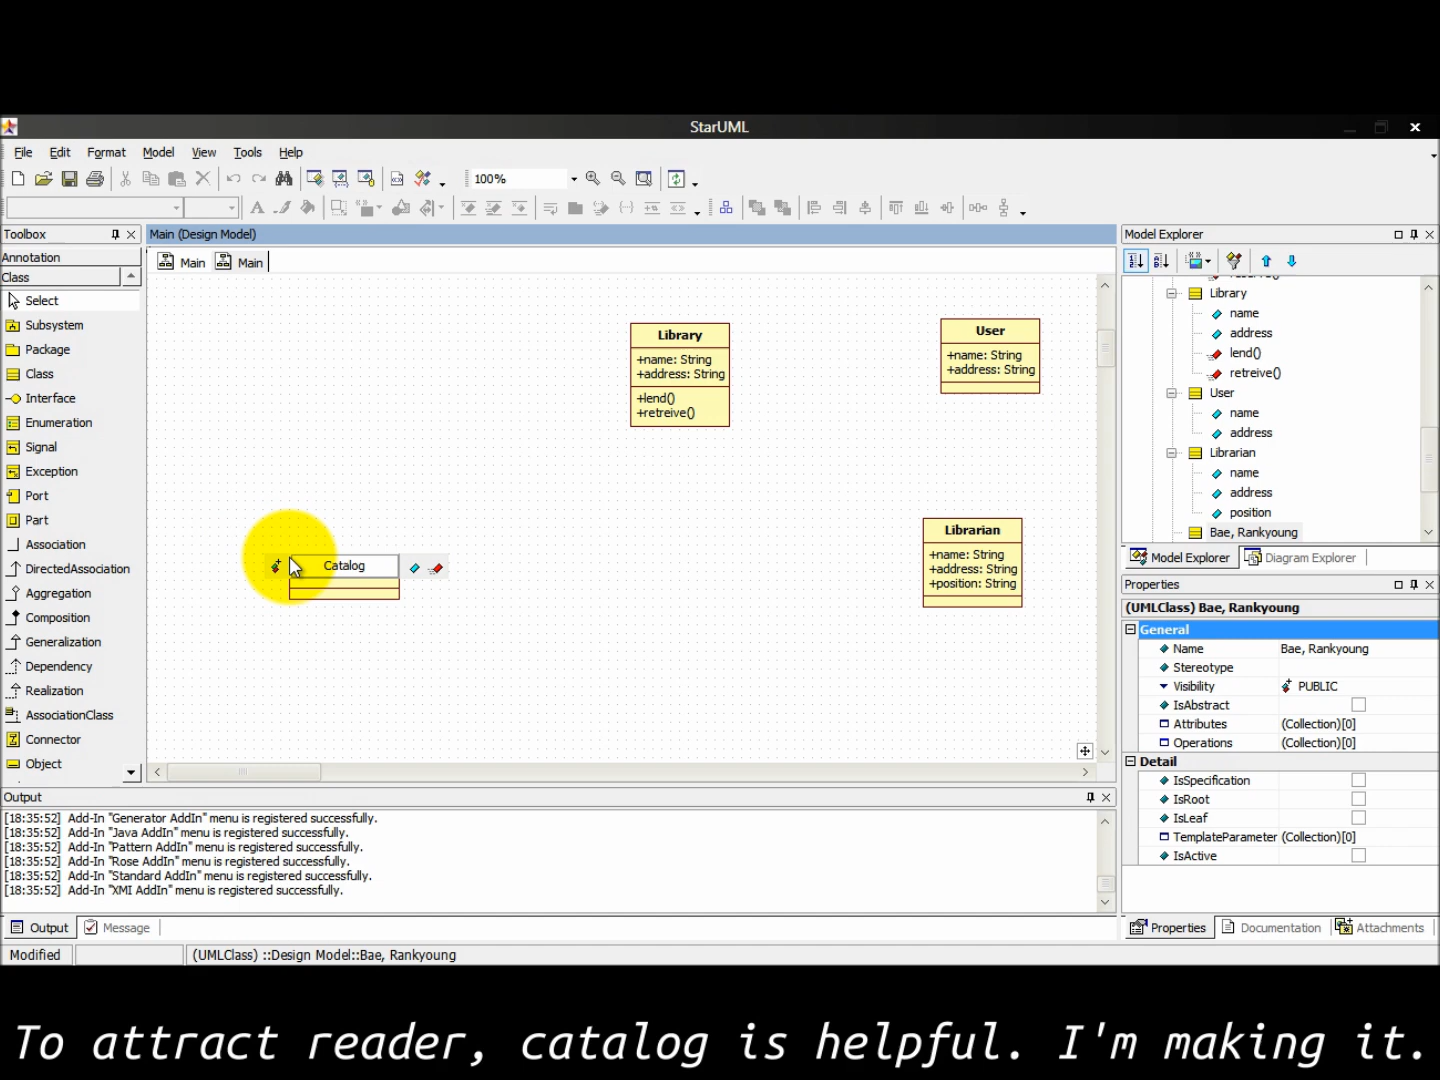 StarUML
File Edit Format Model View Tools Help
100%
Toolbox
Main (Design Model)
Model Explorer
Annotation
Class
Main Main
Select
Subsystem
Package
Class
Interface
Enumeration
Signal
Exception
Port
Part
Association
DirectedAssociation
Aggregation
Composition
Generalization
Dependency
Realization
AssociationClass
Connector
Object
Library
+name: String
+address: String
+lend()
+retreive()
User
+name: String
+address: String
Catalog
Librarian
+name: String
+address: String
+position: String
Library
name
address
lend()
retreive()
User
name
address
Librarian
name
address
position
Bae, Rankyoung
Model Explorer Diagram Explorer
Properties
(UMLClass) Bae, Rankyoung
General
Name Bae, Rankyoung
Stereotype
Visibility PUBLIC
IsAbstract
Attributes (Collection)[0]
Operations (Collection)[0]
Detail
IsSpecification
IsRoot
IsLeaf
TemplateParameter (Collection)[0]
IsActive
Output
[18:35:52] Add-In "Generator AddIn" menu is registered successfully.
[18:35:52] Add-In "Java AddIn" menu is registered successfully.
[18:35:52] Add-In "Pattern AddIn" menu is registered successfully.
[18:35:52] Add-In "Rose AddIn" menu is registered successfully.
[18:35:52] Add-In "Standard AddIn" menu is registered successfully.
[18:35:52] Add-In "XMI AddIn" menu is registered successfully.
Output Message
Properties Documentation Attachments
Modified (UMLClass) ::Design Model::Bae, Rankyoung
To attract reader, catalog is helpful. I'm making it.